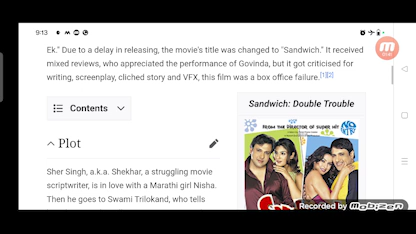 9:13
Ek." Due to a delay in releasing, the movie's title was changed to "Sandwich." It received
mixed reviews, who appreciated the performance of Govinda, but it got criticised for
writing, screenplay, cliched story and VFX, this film was a box office failure.[1][2]
Contents
Sandwich: Double Trouble
FROM THE DIRECTOR OF SUPER HIT
NO
ENTRY
Plot
Sher Singh, a.k.a. Shekhar, a struggling movie
scriptwriter, is in love with a Marathi girl Nisha.
Then he goes to Swami Trilokand, who tells
Recorded by Mobizen